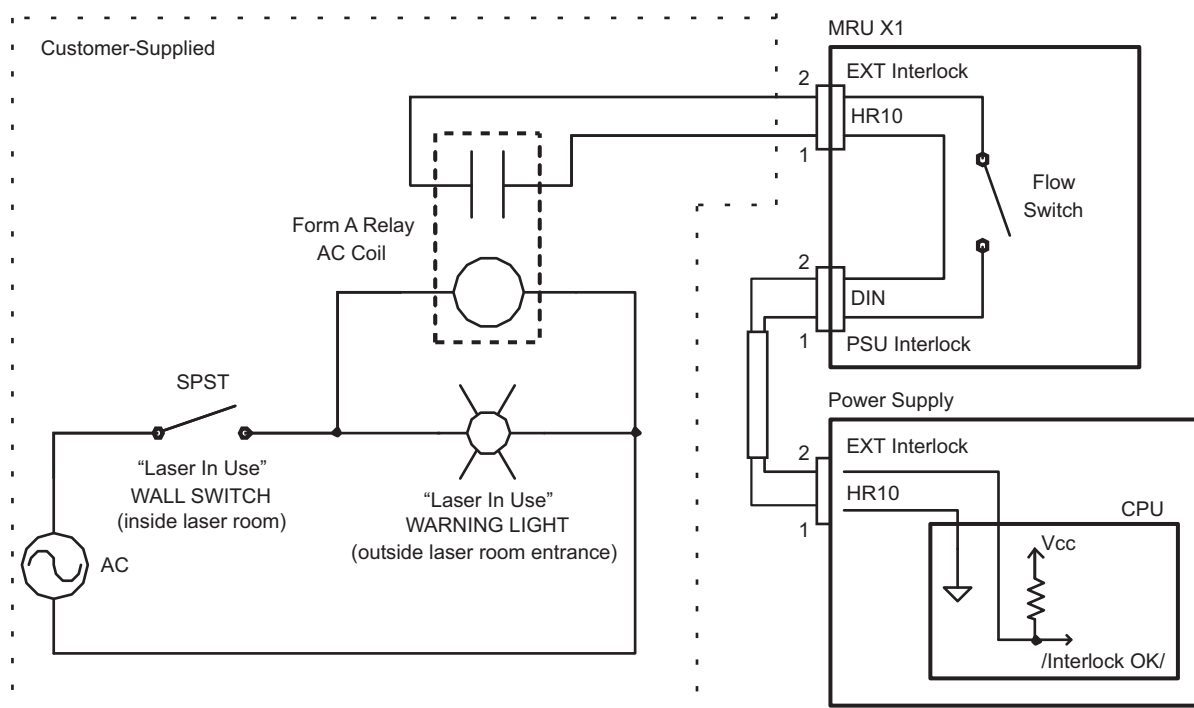 Customer-Supplied
Form A Relay
AC Coil
SPST
“Laser In Use”
WALL SWITCH
(inside laser room)
“Laser In Use”
WARNING LIGHT
(outside laser room entrance)
AC
MRU X1
2
EXT Interlock
HR10
1
Flow
Switch
2
DIN
1
PSU Interlock
Power Supply
2
EXT Interlock
HR10
1
CPU
Vcc
/Interlock OK/